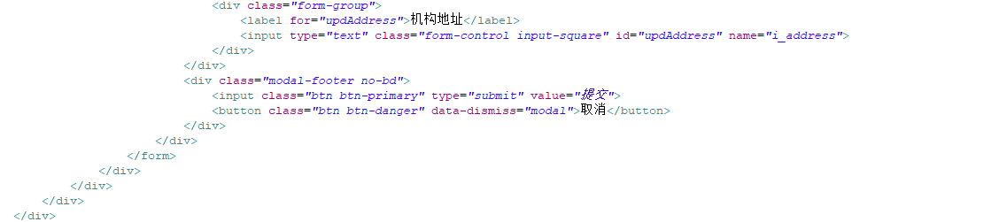 <div class="form-group">
<label for="updAddress">机构地址</label>
<input type="text" class="form-control input-square" id="updAddress" name="i_address">
</div>
</div>
<div class="modal-footer no-bd">
<input class="btn btn-primary" type="submit" value="提交">
<button class="btn btn-danger" data-dismiss="modal">取消</button>
</div>
</div>
</form>
</div>
</div>
</div>
</div>